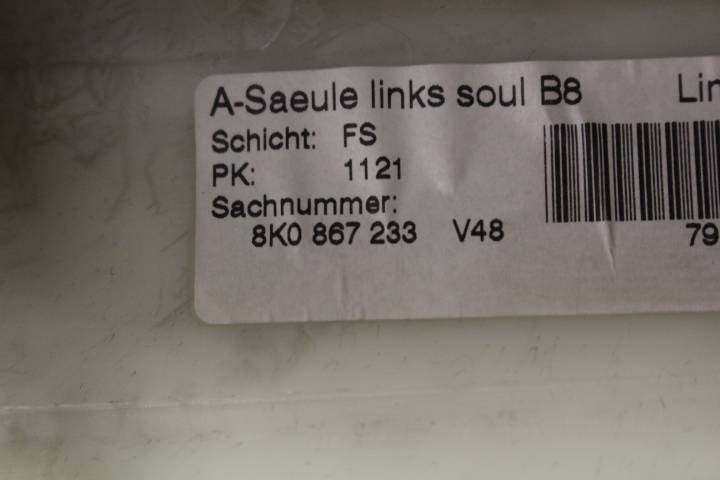 A-Saeule links soul B8
Schicht: FS
PK: 1121
Sachnummer:
8K0 867 233 V48